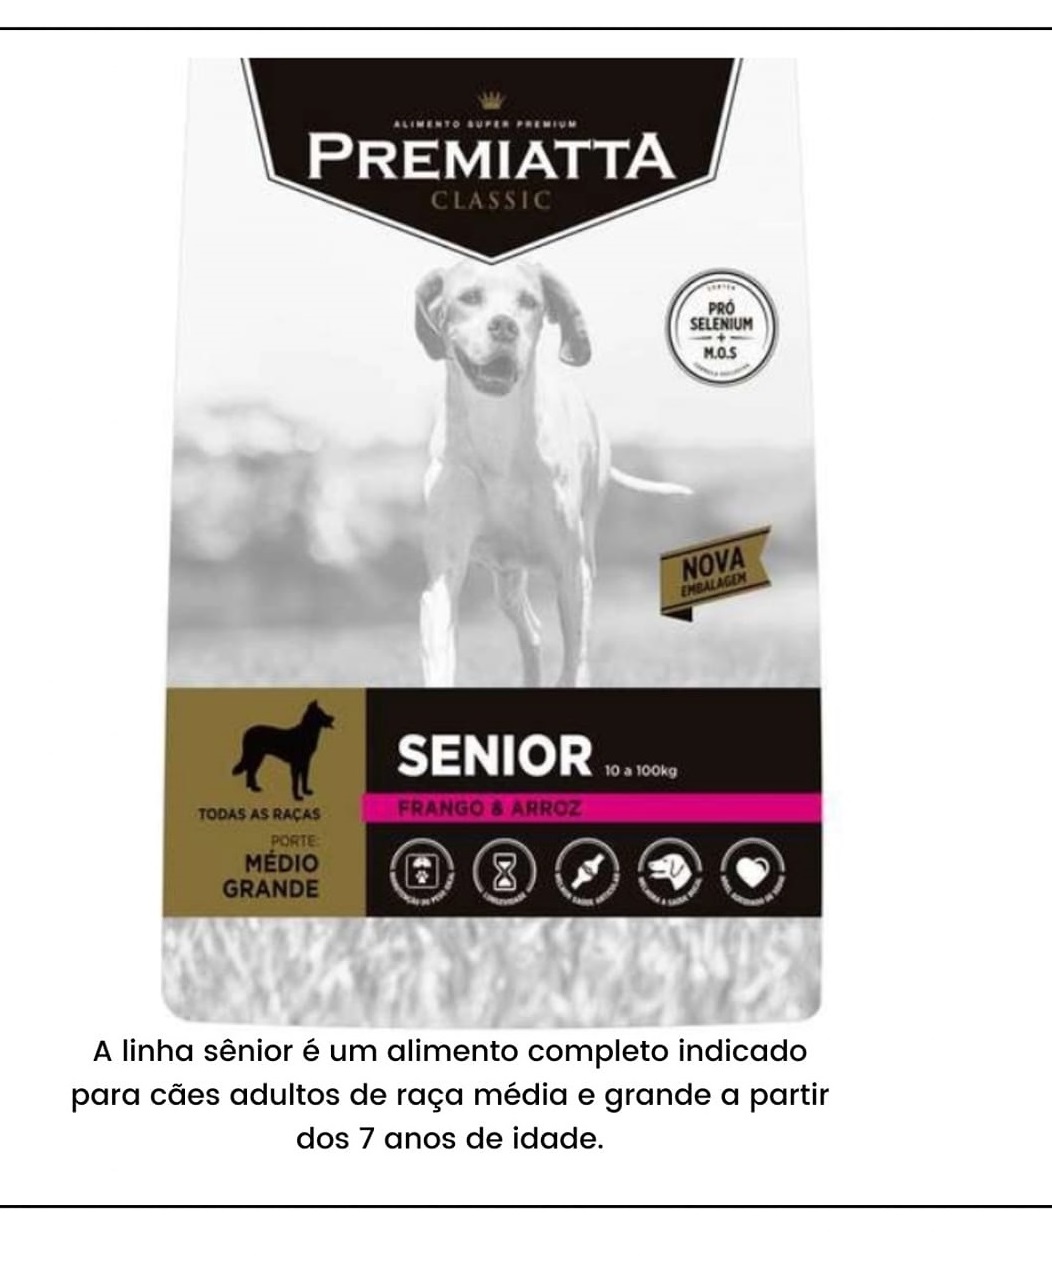 ALIMENTO SUPER PREMIUM
PREMIATTA
CLASSIC
PRÓ
SELENIUM
+
M.O.S
NOVA
EMBALAGEM
TODAS AS RAÇAS
PORTE:
MÉDIO
GRANDE
SENIOR 10 a 100kg
FRANGO & ARROZ
LONGEVIDADE
A linha sênior é um alimento completo indicado
para cães adultos de raça média e grande a partir
dos 7 anos de idade.